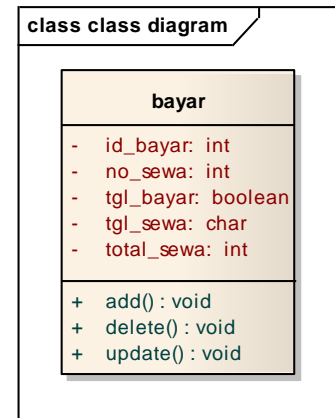 class class diagram
bayar
- id_bayar: int
- no_sewa: int
- tgl_bayar: boolean
- tgl_sewa: char
- total_sewa: int
+ add() : void
+ delete() : void
+ update() : void